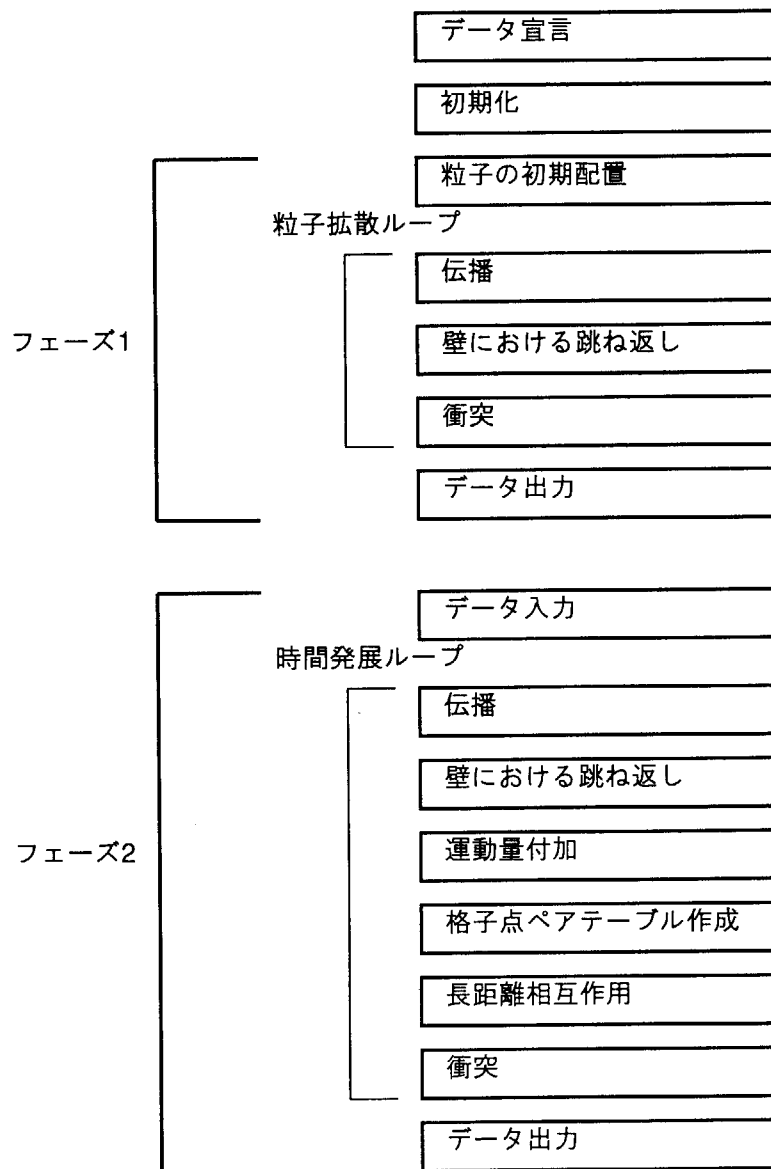 データ宣言
初期化
粒子の初期配置
粒子拡散ループ
伝播
フェーズ1
壁における跳ね返し
衝突
データ出力
データ入力
時間発展ループ
伝播
壁における跳ね返し
フェーズ2
運動量付加
格子点ペアテーブル作成
長距離相互作用
衝突
データ出力